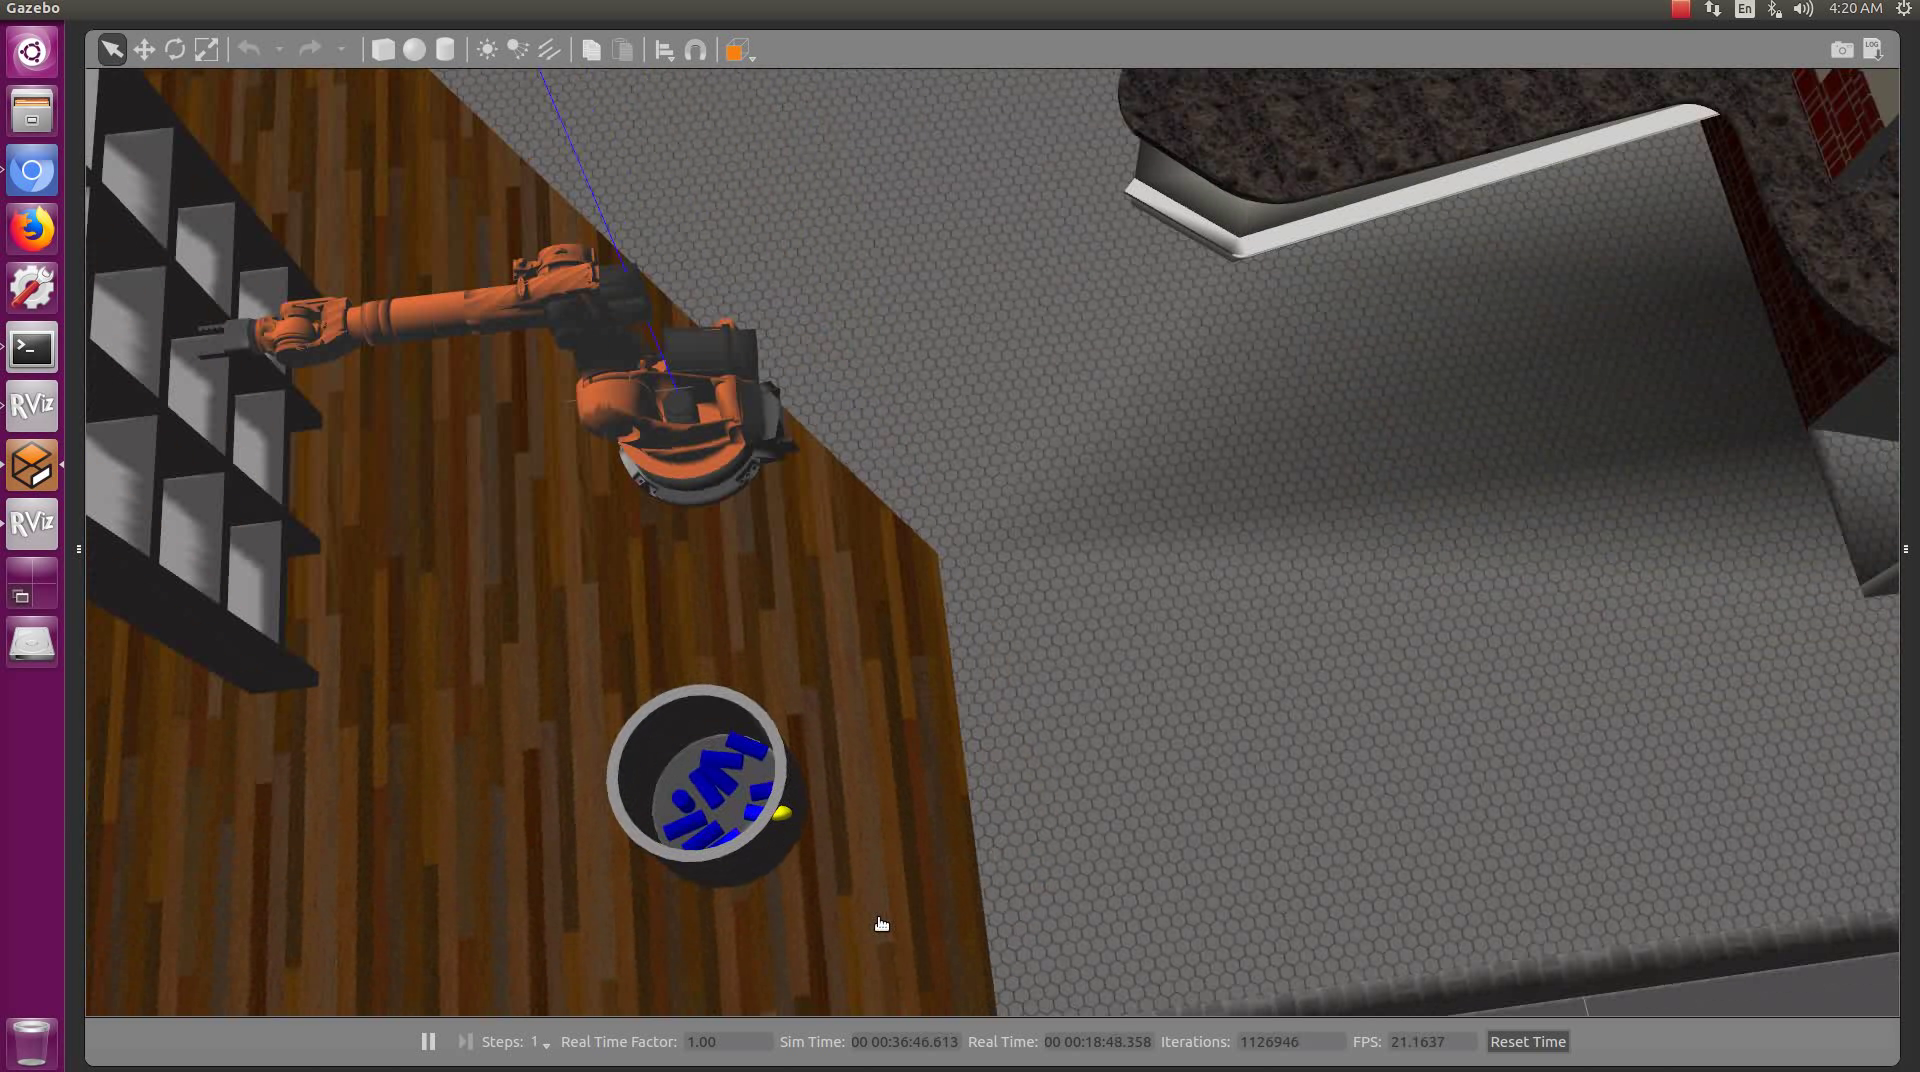 Gazebo
En
4:20 AM
LOG
>_
RViz
RViz
Steps: 1
Real Time Factor: 1.00
Sim Time: 00 00:36:46.613
Real Time: 00 00:18:48.358
Iterations: 1126946
FPS: 21.1637
Reset Time